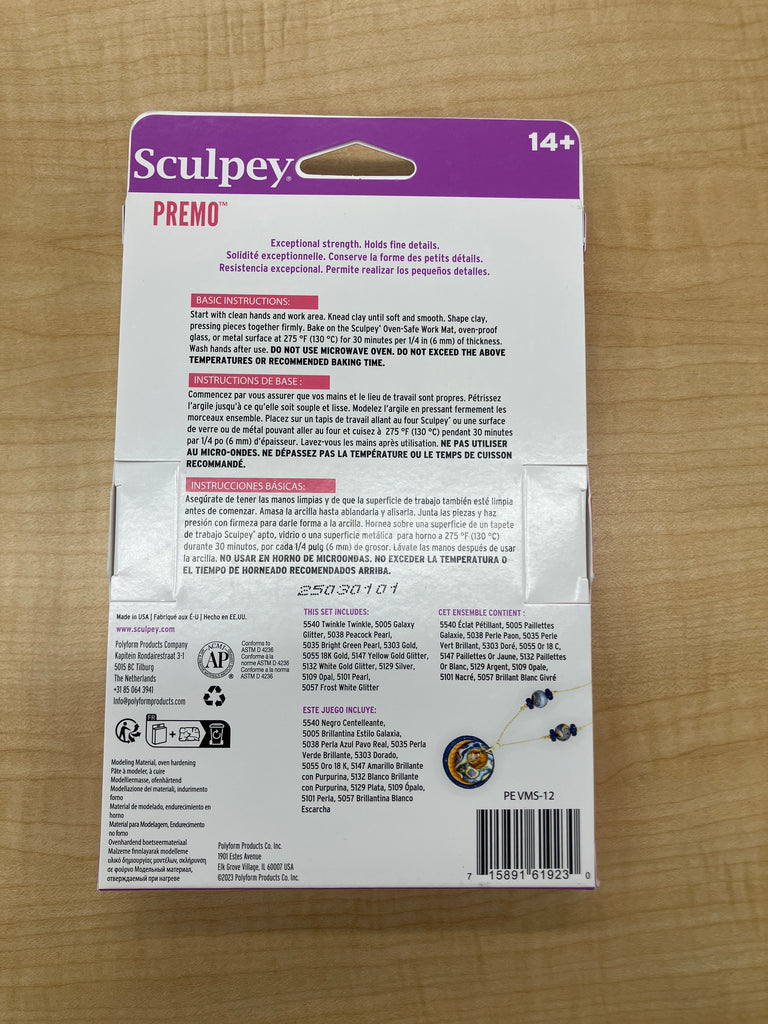 14+
Sculpey®
PREMO™
Exceptional strength. Holds fine details.
Solidité exceptionnelle. Conserve la forme des petits détails.
Resistencia excepcional. Permite realizar los pequeños detalles.
BASIC INSTRUCTIONS:
Start with clean hands and work area. Knead clay until soft and smooth. Shape clay,
pressing pieces together firmly. Bake on the Sculpey® Oven-Safe Work Mat, oven-proof
glass, or metal surface at 275 °F (130 °C) for 30 minutes per 1/4 in (6 mm) of thickness.
Wash hands after use. DO NOT USE MICROWAVE OVEN. DO NOT EXCEED THE ABOVE
TEMPERATURES OR RECOMMENDED BAKING TIME.
INSTRUCTIONS DE BASE :
Commencez par vous assurer que vos mains et le lieu de travail sont propres. Pétrissez
l'argile jusqu'à ce qu'elle soit souple et lisse. Modelez l'argile en pressant fermement les
morceaux ensemble. Placez sur un tapis de travail allant au four Sculpey® ou une surface
de verre ou de métal pouvant aller au four et cuisez à 275 °F (130 °C) pendant 30 minutes
par 1/4 po (6 mm) d'épaisseur. Lavez-vous les mains après utilisation. NE PAS UTILISER
AU MICRO-ONDES. NE DÉPASSEZ PAS LA TEMPÉRATURE OU LE TEMPS DE CUISSON
RECOMMANDÉ.
INSTRUCCIONES BÁSICAS:
Asegúrate de tener las manos limpias y de que la superficie de trabajo también esté limpia
antes de comenzar. Amasa la arcilla hasta ablandarla y alisarla. Junta las piezas y haz
presión con firmeza para darle forma a la arcilla. Hornea sobre una superficie de un tapete
de trabajo Sculpey® apto, vidrio o una superficie metálica para horno a 275 °F (130 °C)
durante 30 minutos, por cada 1/4 pulg (6 mm) de grosor. Lávate las manos después de usar
la arcilla. NO USAR EN HORNO DE MICROONDAS. NO EXCEDER LA TEMPERATURA O
EL TIEMPO DE HORNEADO RECOMENDADOS ARRIBA.
25030101
Made in USA | Fabriqué aux É-U | Hecho en EE.UU.
www.sculpey.com
Polyform Products Company
Kapitein Rondairestraat 3-1
5015 BC Tilburg
The Netherlands
+31 85 064 3941
Info@polyformproducts.com
ACMI
AP
Conforms to
ASTM D 4236
Conforme à la
norme ASTM D 4236
Conforme a la norma
ASTM D 4236
FR
+
Modeling Material, oven hardening
Pâte à modeler, à cuire
Modelliermasse, ofenhärtend
Modellazione dei materiali, indurimento
forno
Material de modelado, endurecimiento en
horno
Material para Modelagem, Endurecimento
no forno
Ovenhardend boetseermateriaal
Malzeme fırınlayarak modelleme
υλικό δημιουργίας μοντέλων, σκλήρυνση
σε φούρνο Модельный материал,
отверждаемый при нагреве
Polyform Products Co. Inc.
1901 Estes Avenue
Elk Grove Village, IL 60007 USA
©2023 Polyform Products Co. Inc.
THIS SET INCLUDES:
5540 Twinkle Twinkle, 5005 Galaxy
Glitter, 5038 Peacock Pearl,
5035 Bright Green Pearl, 5303 Gold,
5055 18K Gold, 5147 Yellow Gold Glitter,
5132 White Gold Glitter, 5129 Silver,
5109 Opal, 5101 Pearl,
5057 Frost White Glitter
ESTE JUEGO INCLUYE:
5540 Negro Centelleante,
5005 Brillantina Estilo Galaxia,
5038 Perla Azul Pavo Real, 5035 Perla
Verde Brillante, 5303 Dorado,
5055 Oro 18 K, 5147 Amarillo Brillante
con Purpurina, 5132 Blanco Brillante
con Purpurina, 5129 Plata, 5109 Ópalo,
5101 Perla, 5057 Brillantina Blanco
Escarcha
CET ENSEMBLE CONTIENT :
5540 Éclat Pétillant, 5005 Paillettes
Galaxie, 5038 Perle Paon, 5035 Perle
Vert Brillant, 5303 Doré, 5055 Or 18 C,
5147 Paillettes Or Jaune, 5132 Paillettes
Or Blanc, 5129 Argent, 5109 Opale,
5101 Nacré, 5057 Brillant Blanc Givré
PE VMS-12
7 15891 61923 0